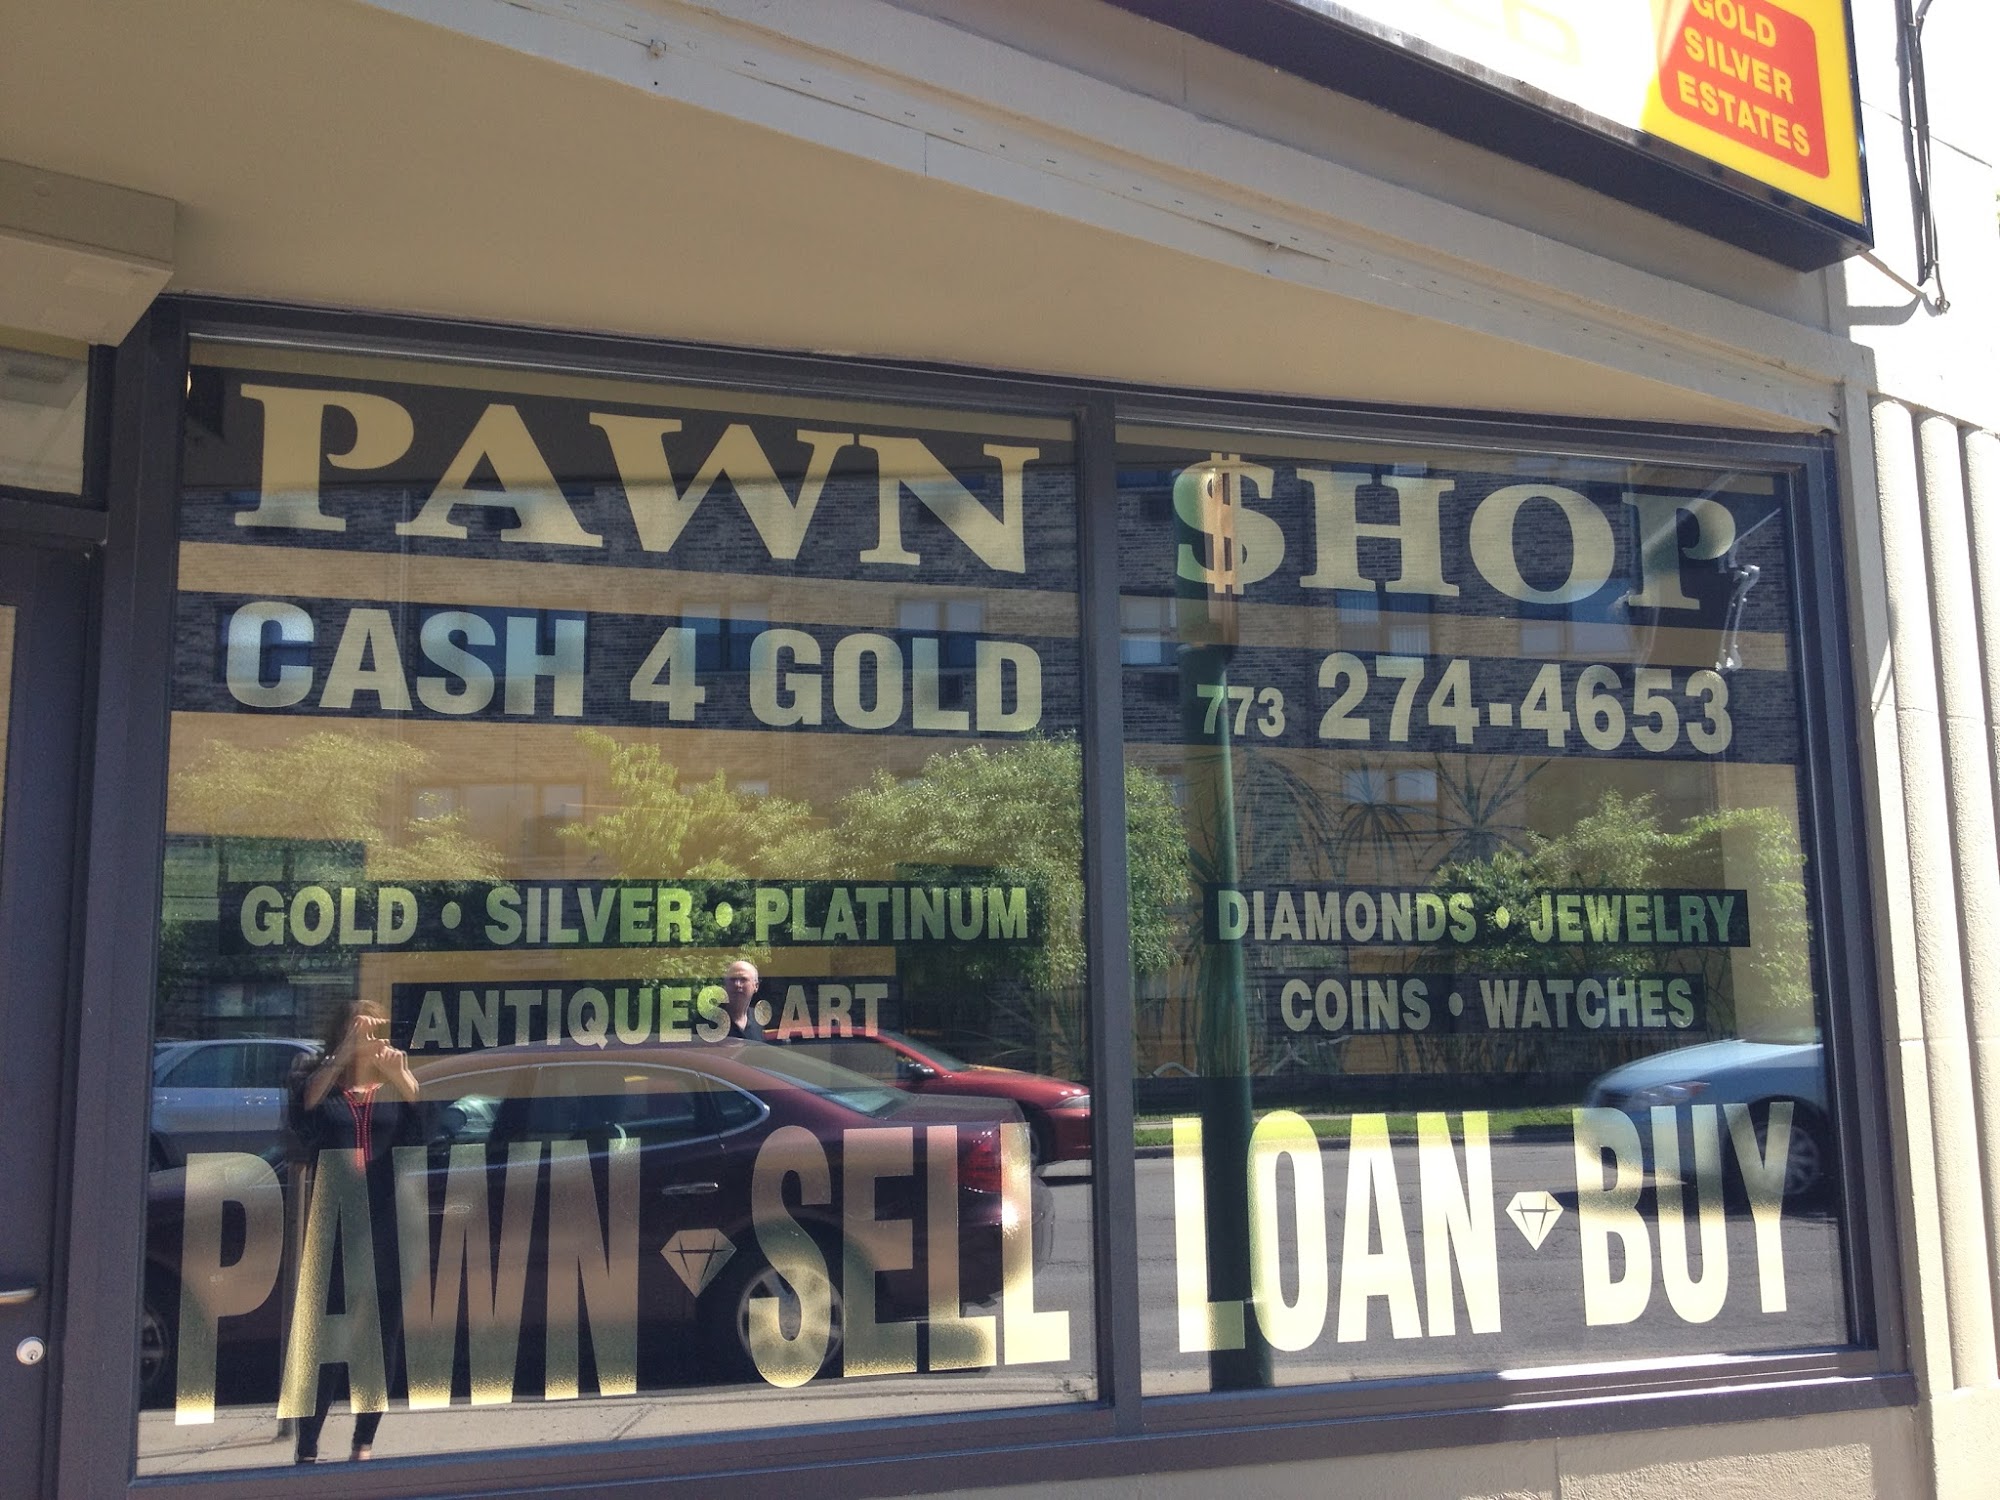 GOLD
SILVER
ESTATES
PAWN $HOP
CASH 4 GOLD
773 274-4653
GOLD • SILVER • PLATINUM
DIAMONDS • JEWELRY
ANTIQUES • ART
COINS • WATCHES
PAWN SELL LOAN BUY